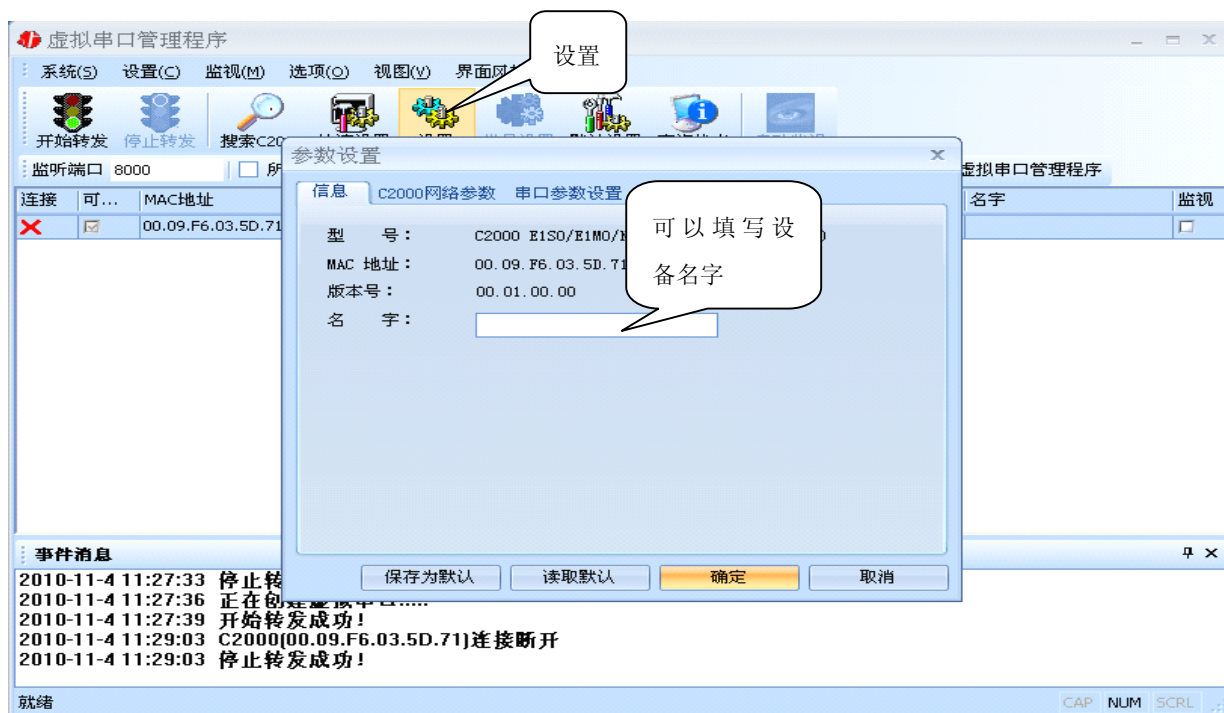 虚拟串口管理程序
设置
系统(S) 设置(C) 监视(M) 选项(O) 视图(V) 界面风
开始转发 停止转发 搜索C20
监听端口 8000 所 虚拟串口管理程序
连接 可... MAC地址 名字 监视
00.09.F6.03.5D.71
参数设置
信息 C2000网络参数 串口参数设置
可以填写设
备名字
型 号: C2000 E1S0/E1M0/
MAC 地址: 00.09.F6.03.5D.71
版本号: 00.01.00.00
名 字:
保存为默认 读取默认 确定 取消
事件消息
2010-11-4 11:27:33 停止转
2010-11-4 11:27:36 正在创建虚拟串口.....
2010-11-4 11:27:39 开始转发成功!
2010-11-4 11:29:03 C2000(00.09.F6.03.5D.71)连接断开
2010-11-4 11:29:03 停止转发成功!
就绪 CAP NUM SCRL